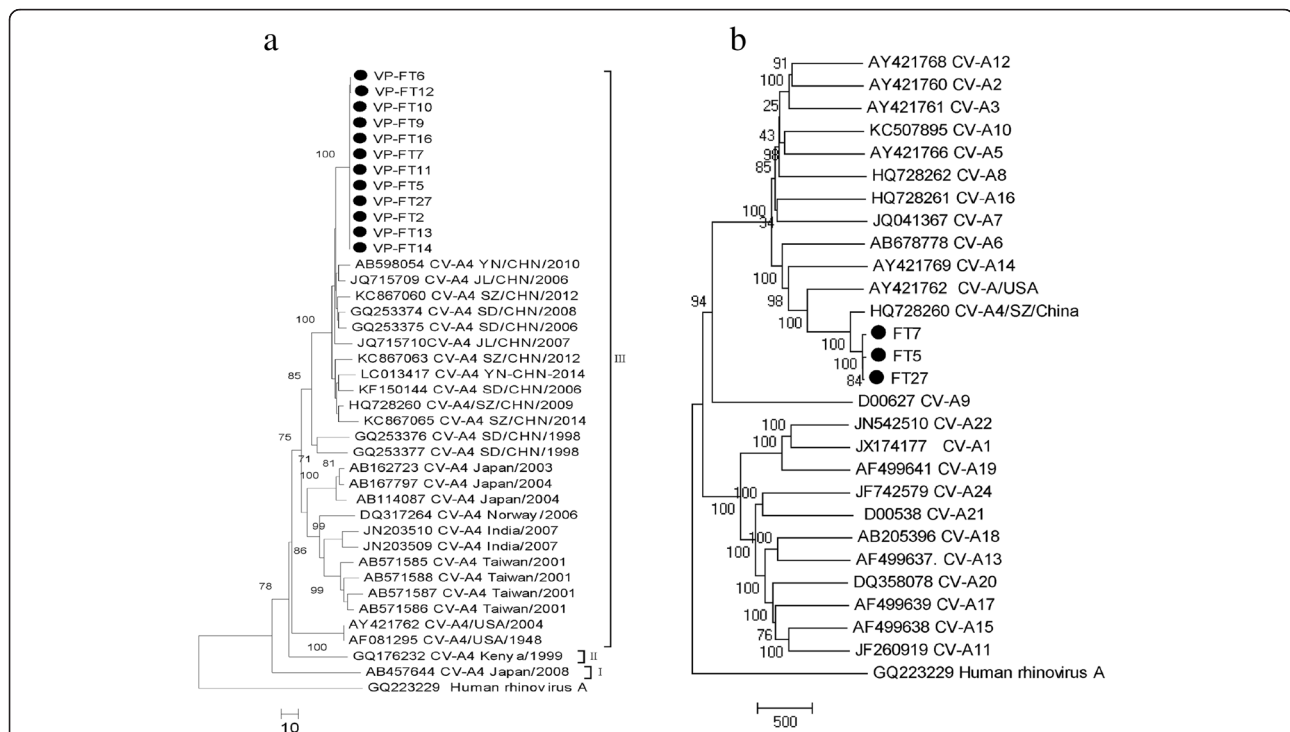 a
VP-FT6
VP-FT12
VP-FT10
VP-FT9
VP-FT16
100
VP-FT7
VP-FT11
VP-FT5
VP-FT27
VP-FT2
VP-FT13
VP-FT14
AB598054 CV-A4 YN/CHN/2010
JQ715709 CV-A4 JL/CHN/2006
KC867060 CV-A4 SZ/CHN/2012
GQ253374 CV-A4 SD/CHN/2008
100
GQ253375 CV-A4 SD/CHN/2006
JQ715710CV-A4 JL/CHN/2007
KC867063 CV-A4 SZ/CHN/2012
III
LC013417 CV-A4 YN-CHN-2014
85
KF150144 CV-A4 SD/CHN/2006
HQ728260 CV-A4/SZ/CHN/2009
KC867065 CV-A4 SZ/CHN/2014
75
GQ253376 CV-A4 SD/CHN/1998
GQ253377 CV-A4 SD/CHN/1998
71
81
AB162723 CV-A4 Japan/2003
100
AB167797 CV-A4 Japan/2004
AB114087 CV-A4 Japan/2004
DQ317264 CV-A4 Norway/2006
99
JN203510 CV-A4 India/2007
JN203509 CV-A4 India/2007
86
AB571585 CV-A4 Taiwan/2001
AB571588 CV-A4 Taiwan/2001
78
99
AB571587 CV-A4 Taiwan/2001
AB571586 CV-A4 Taiwan/2001
AY421762 CV-A4/USA/2004
AF081295 CV-A4/USA/1948
100
GQ176232 CV-A4 Kenya/1999
II
AB457644 CV-A4 Japan/2008
I
GQ223229 Human rhinovirus A
10
b
91
AY421768 CV-A12
100
AY421760 CV-A2
25
AY421761 CV-A3
43
KC507895 CV-A10
98
AY421766 CV-A5
85
HQ728262 CV-A8
HQ728261 CV-A16
100
34
JQ041367 CV-A7
AB678778 CV-A6
100
AY421769 CV-A14
AY421762 CV-A/USA
94
98
HQ728260 CV-A4/SZ/China
100
FT7
100
FT5
100
FT27
84
D00627 CV-A9
JN542510 CV-A22
100
JX174177 CV-A1
100
AF499641 CV-A19
JF742579 CV-A24
100
D00538 CV-A21
100
AB205396 CV-A18
100
AF499637. CV-A13
100
DQ358078 CV-A20
100
AF499639 CV-A17
100
AF499638 CV-A15
76
JF260919 CV-A11
100
GQ223229 Human rhinovirus A
500